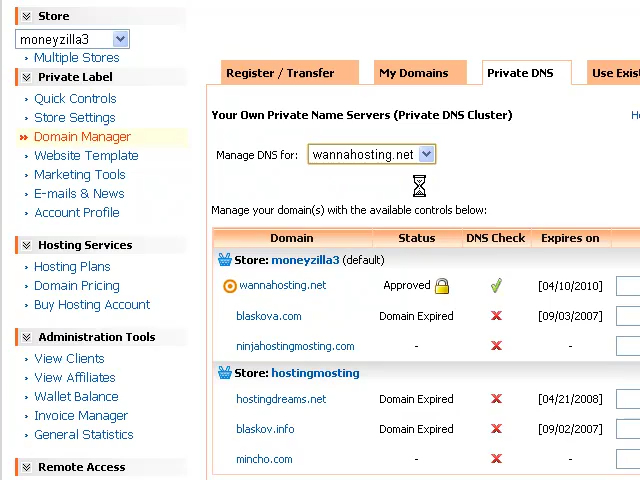 Store
moneyzilla3
Multiple Stores
Private Label
Quick Controls
Store Settings
Domain Manager
Website Template
Marketing Tools
E-mails & News
Account Profile
Hosting Services
Hosting Plans
Domain Pricing
Buy Hosting Account
Administration Tools
View Clients
View Affiliates
Wallet Balance
Invoice Manager
General Statistics
Remote Access
Register / Transfer My Domains Private DNS Use Exist
Your Own Private Name Servers (Private DNS Cluster) He
Manage DNS for: wannahosting.net
Manage your domain(s) with the available controls below:
Domain Status DNS Check Expires on
Store: moneyzilla3 (default)
wannahosting.net Approved [04/10/2010]
blaskova.com Domain Expired [09/03/2007]
ninjahostingmosting.com - [-]
Store: hostingmosting
hostingdreams.net Domain Expired [04/21/2008]
blaskov.info Domain Expired [09/02/2007]
mincho.com - [-]